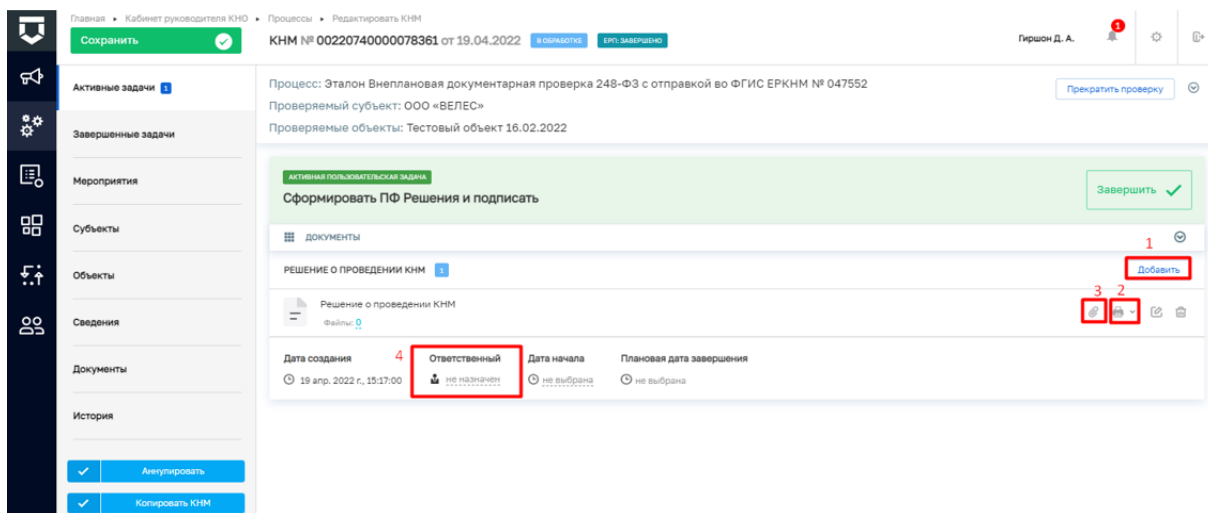 Главная ▸ Кабинет руководителя КНО ▸ Процессы ▸ Редактировать КНМ
Сохранить
КНМ № 00220740000078361 от 19.04.2022 В ОБРАБОТКЕ ЕРП: ЗАВЕРШЕНО
Гиршон Д. А.
1
Активные задачи 1
Завершенные задачи
Мероприятия
Субъекты
Объекты
Сведения
Документы
История
Аннулировать
Копировать КНМ
Процесс: Эталон Внеплановая документарная проверка 248-ФЗ с отправкой во ФГИС ЕРКНМ № 047552
Прекратить проверку
Проверяемый субъект: ООО «ВЕЛЕС»
Проверяемые объекты: Тестовый объект 16.02.2022
АКТИВНАЯ ПОЛЬЗОВАТЕЛЬСКАЯ ЗАДАЧА
Сформировать ПФ Решения и подписать
Завершить
ДОКУМЕНТЫ
1
РЕШЕНИЕ О ПРОВЕДЕНИИ КНМ 1
Добавить
3 2
Решение о проведении КНМ
Файлы: 0
Дата создания 4 Ответственный Дата начала Плановая дата завершения
19 апр. 2022 г., 15:17:00 не назначен не выбрана не выбрана